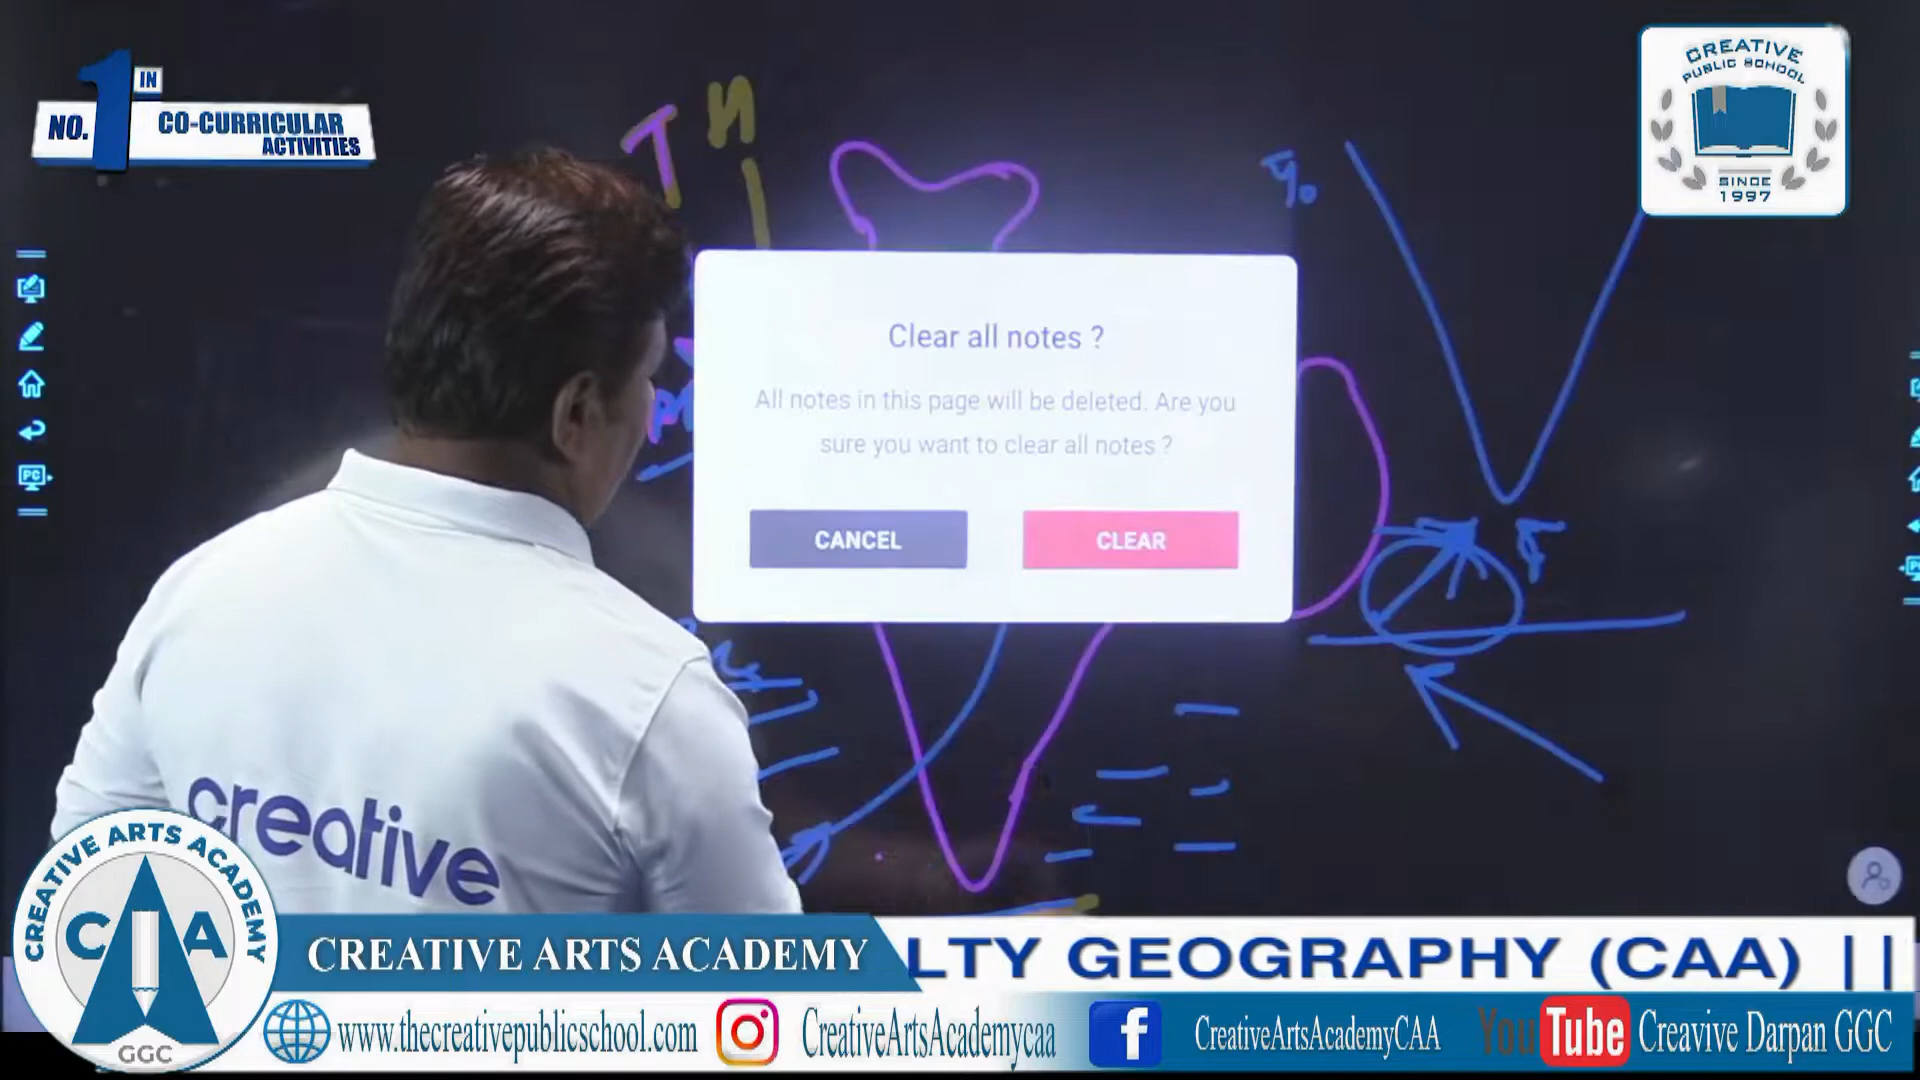 NO. 1 IN
CO-CURRICULAR
ACTIVITIES
CREATIVE
PUBLIC SCHOOL
SINCE
1997
Clear all notes ?
All notes in this page will be deleted. Are you
sure you want to clear all notes ?
CANCEL
CLEAR
PC
creative
CREATIVE ARTS ACADEMY
CAA
GGC
CREATIVE ARTS ACADEMY
LTY GEOGRAPHY (CAA) ||
www.thecreativepublicschool.com
CreativeArtsAcademycaa
CreativeArtsAcademyCAA
YouTube
Creavive Darpan GGC